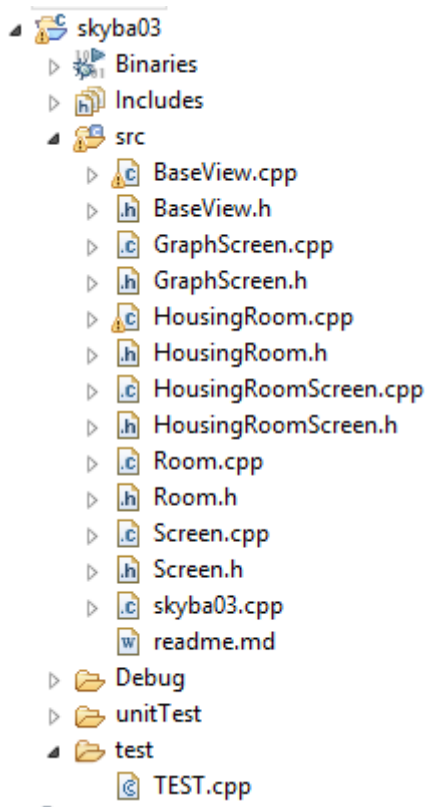 skyba03
Binaries
Includes
src
BaseView.cpp
BaseView.h
GraphScreen.cpp
GraphScreen.h
HousingRoom.cpp
HousingRoom.h
HousingRoomScreen.cpp
HousingRoomScreen.h
Room.cpp
Room.h
Screen.cpp
Screen.h
skyba03.cpp
readme.md
Debug
unitTest
test
TEST.cpp